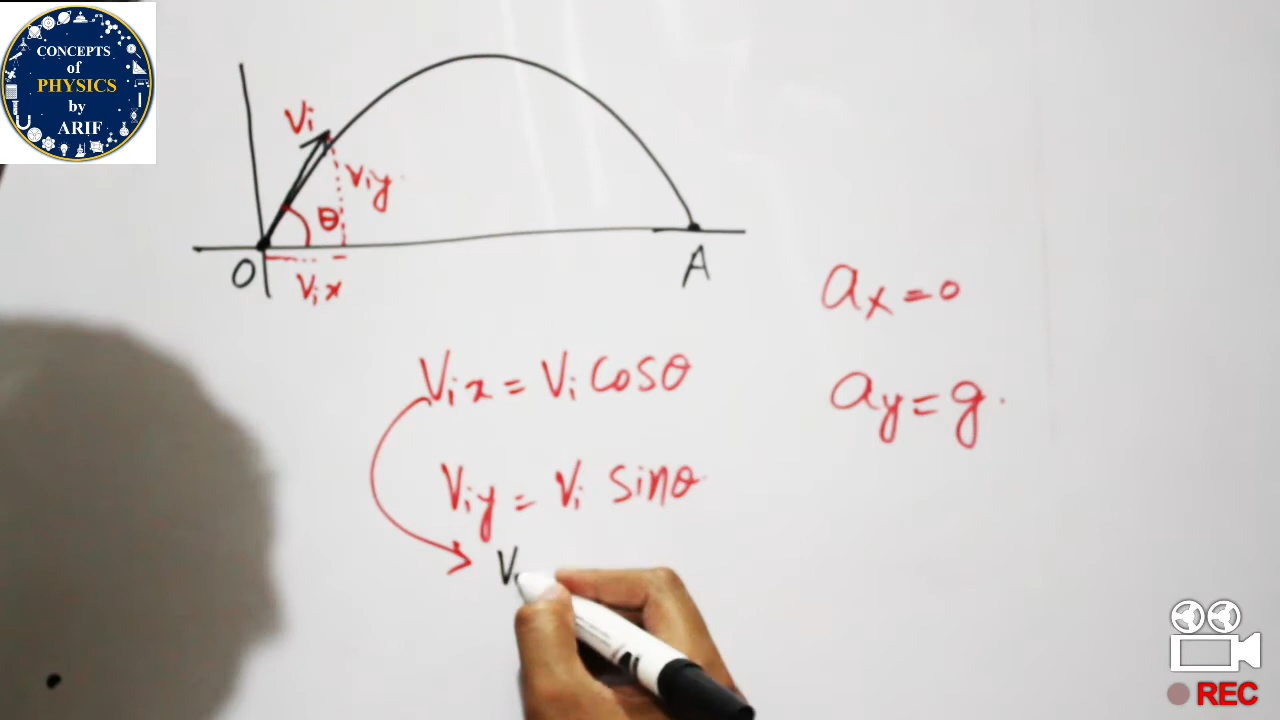 CONCEPTS
of
PHYSICS
by
ARIF
Vi
Viy
θ
O
Vix
A
ax=0
Vix = Vi Cosθ
ay=g.
Viy = Vi Sinθ
V
REC